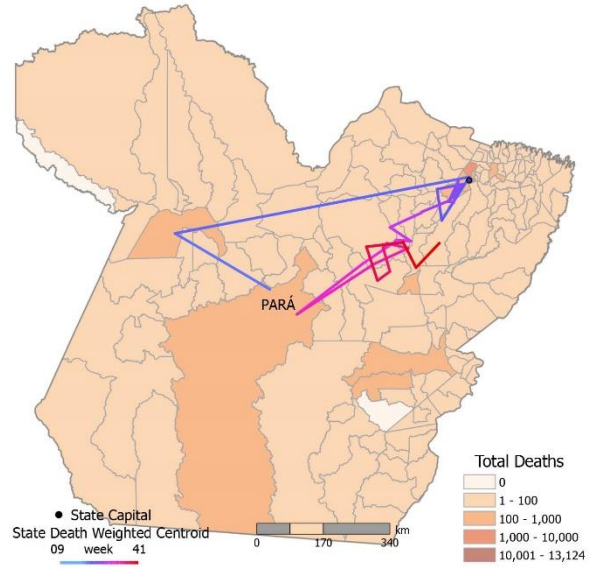 PARÁ
Total Deaths
0
1 - 100
100 - 1,000
1,000 - 10,000
10,001 - 13,124
State Capital
State Death Weighted Centroid
09 week 41
km
0 170 340